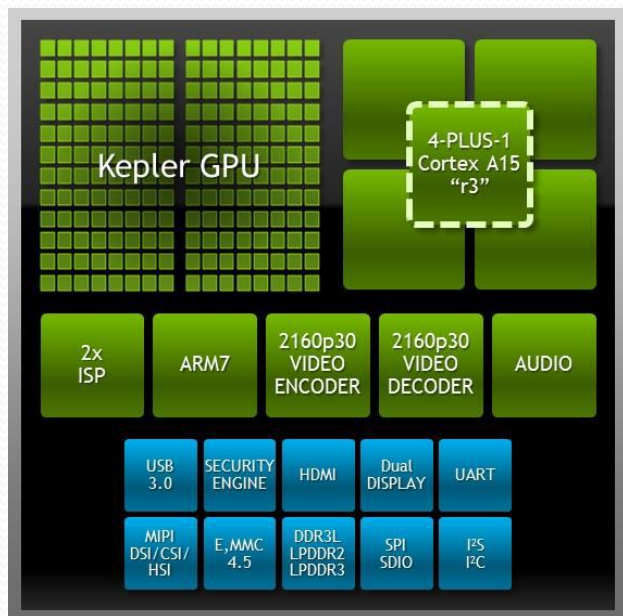 Kepler GPU
4-PLUS-1
Cortex A15
“r3”
2x
ISP
ARM7
2160p30
VIDEO
ENCODER
2160p30
VIDEO
DECODER
AUDIO
USB
3.0
SECURITY
ENGINE
HDMI
Dual
DISPLAY
UART
MIPI
DSI/CSI/
HSI
E,MMC
4.5
DDR3L
LPDDR2
LPDDR3
SPI
SDIO
I²S
I²C